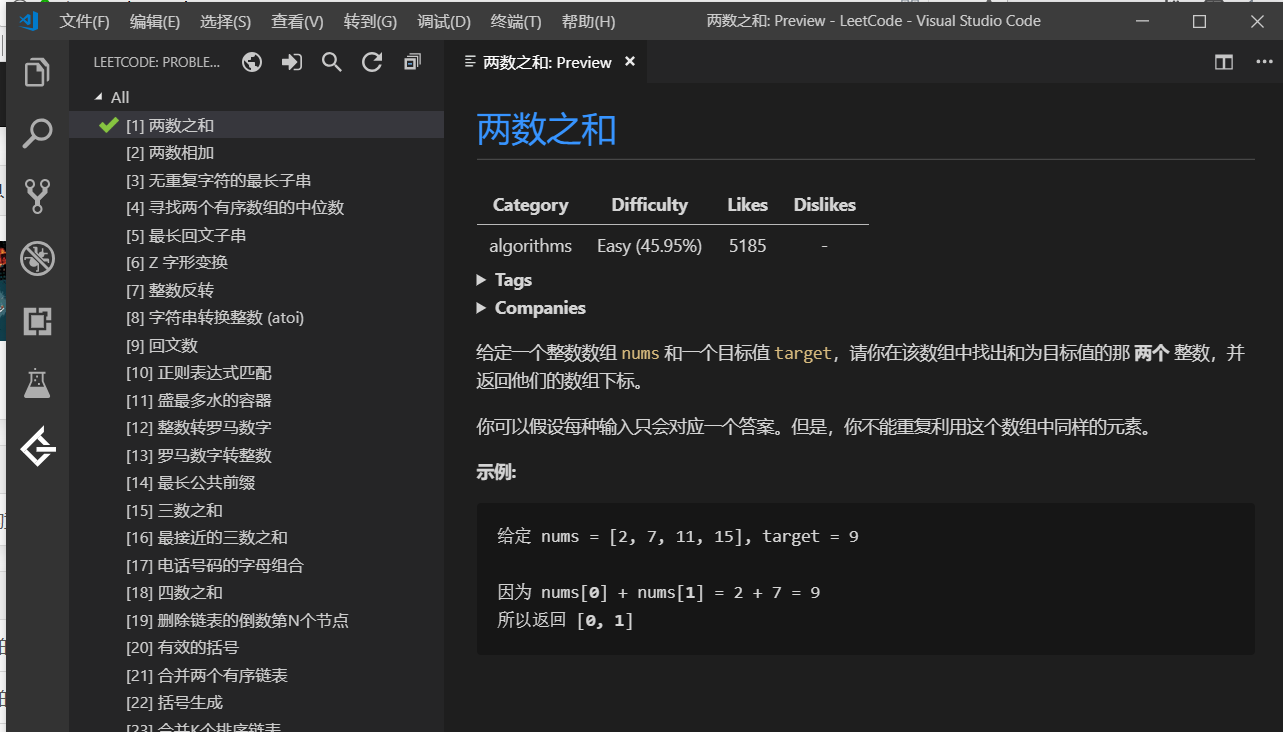 文件(F) 编辑(E) 选择(S) 查看(V) 转到(G) 调试(D) 终端(T) 帮助(H) 两数之和: Preview - LeetCode - Visual Studio Code
LEETCODE: PROBLE...
All
[1] 两数之和
[2] 两数相加
[3] 无重复字符的最长子串
[4] 寻找两个有序数组的中位数
[5] 最长回文子串
[6] Z 字形变换
[7] 整数反转
[8] 字符串转换整数 (atoi)
[9] 回文数
[10] 正则表达式匹配
[11] 盛最多水的容器
[12] 整数转罗马数字
[13] 罗马数字转整数
[14] 最长公共前缀
[15] 三数之和
[16] 最接近的三数之和
[17] 电话号码的字母组合
[18] 四数之和
[19] 删除链表的倒数第N个节点
[20] 有效的括号
[21] 合并两个有序链表
[22] 括号生成
[23] 合并K个排序链表
两数之和: Preview
两数之和
Category Difficulty Likes Dislikes
algorithms Easy (45.95%) 5185 -
Tags
Companies
给定一个整数数组 nums 和一个目标值 target，请你在该数组中找出和为目标值的那 两个 整数，并
返回他们的数组下标。
你可以假设每种输入只会对应一个答案。但是，你不能重复利用这个数组中同样的元素。
示例:
给定 nums = [2, 7, 11, 15], target = 9
因为 nums[0] + nums[1] = 2 + 7 = 9
所以返回 [0, 1]